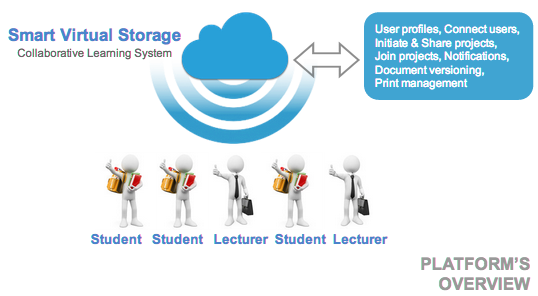 Smart Virtual Storage
Collaborative Learning System
User profiles, Connect users,
Initiate & Share projects,
Join projects, Notifications,
Document versioning,
Print management
Student Student Lecturer Student Lecturer
PLATFORM'S
OVERVIEW